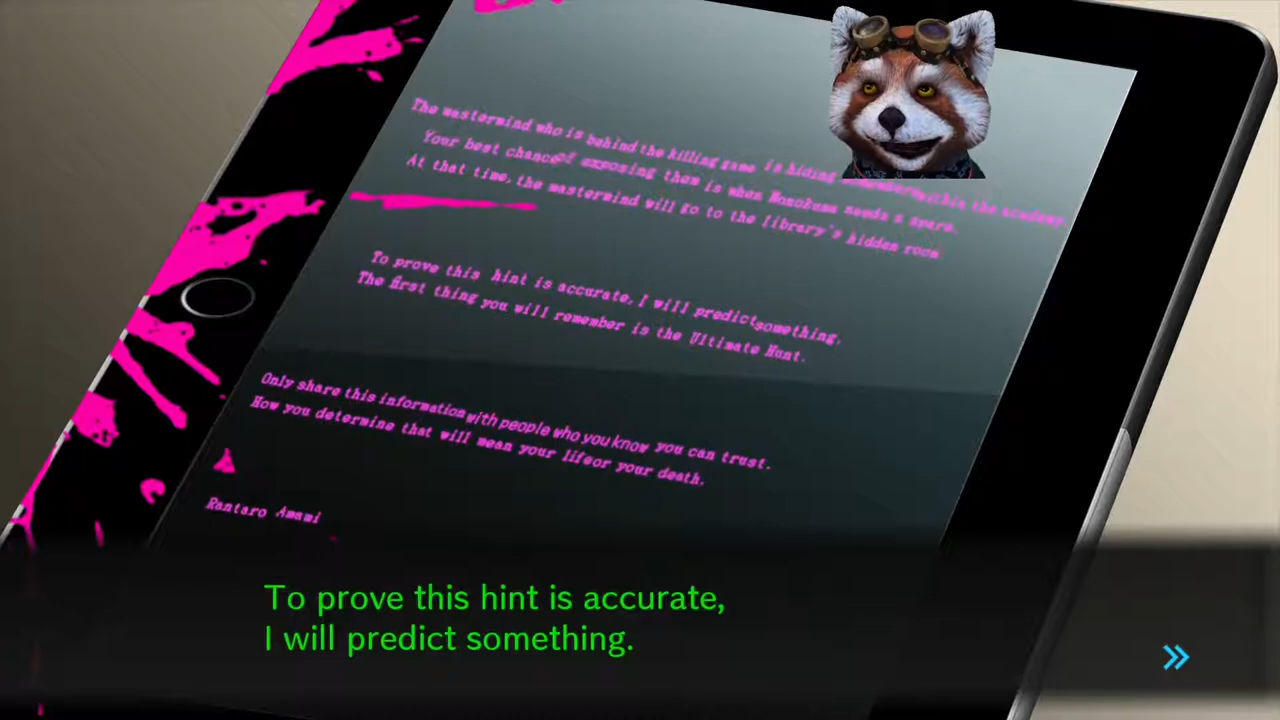 The mastermind who is behind the killing game is hiding somewhere within the academy.
Your best chance of exposing them is when Monokuma needs a spare.
At that time, the mastermind will go to the library's hidden room
To prove this hint is accurate, I will predict something.
The first thing you will remember is the Ultimate Hunt.
Only share this information with people who you know you can trust.
How you determine that will mean your life or your death.
Rantaro Amami
To prove this hint is accurate,
I will predict something.